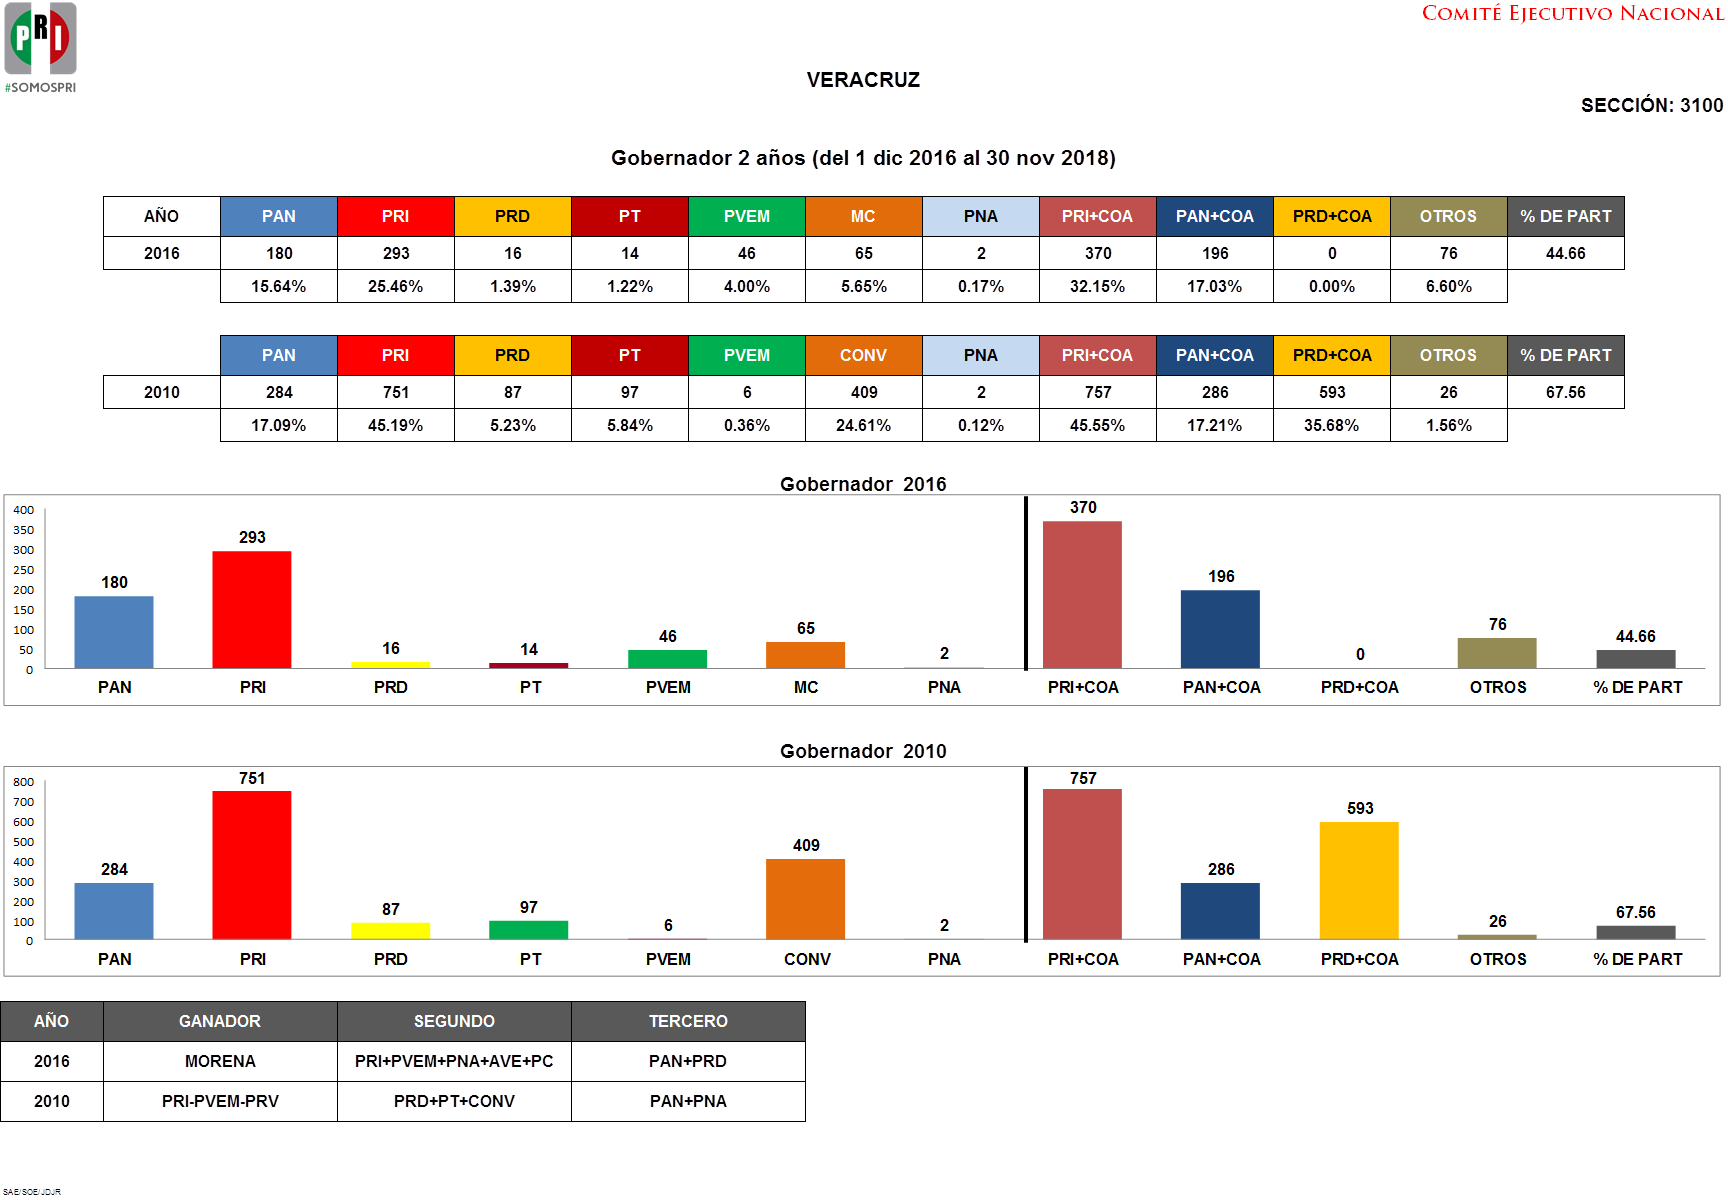 PRI
#SOMOSPRI
COMITÉ EJECUTIVO NACIONAL
VERACRUZ
SECCIÓN: 3100
Gobernador 2 años (del 1 dic 2016 al 30 nov 2018)
AÑO PAN PRI PRD PT PVEM MC PNA PRI+COA PAN+COA PRD+COA OTROS % DE PART
2016 180 293 16 14 46 65 2 370 196 0 76 44.66
15.64% 25.46% 1.39% 1.22% 4.00% 5.65% 0.17% 32.15% 17.03% 0.00% 6.60%
PAN PRI PRD PT PVEM CONV PNA PRI+COA PAN+COA PRD+COA OTROS % DE PART
2010 284 751 87 97 6 409 2 757 286 593 26 67.56
17.09% 45.19% 5.23% 5.84% 0.36% 24.61% 0.12% 45.55% 17.21% 35.68% 1.56%
Gobernador 2016
400
350
300
250
200
150
100
50
0
180 293 16 14 46 65 2 370 196 0 76 44.66
PAN PRI PRD PT PVEM MC PNA PRI+COA PAN+COA PRD+COA OTROS % DE PART
Gobernador 2010
800
700
600
500
400
300
200
100
0
284 751 87 97 6 409 2 757 286 593 26 67.56
PAN PRI PRD PT PVEM CONV PNA PRI+COA PAN+COA PRD+COA OTROS % DE PART
AÑO GANADOR SEGUNDO TERCERO
2016 MORENA PRI+PVEM+PNA+AVE+PC PAN+PRD
2010 PRI-PVEM-PRV PRD+PT+CONV PAN+PNA
SAE/SOE/JDJR